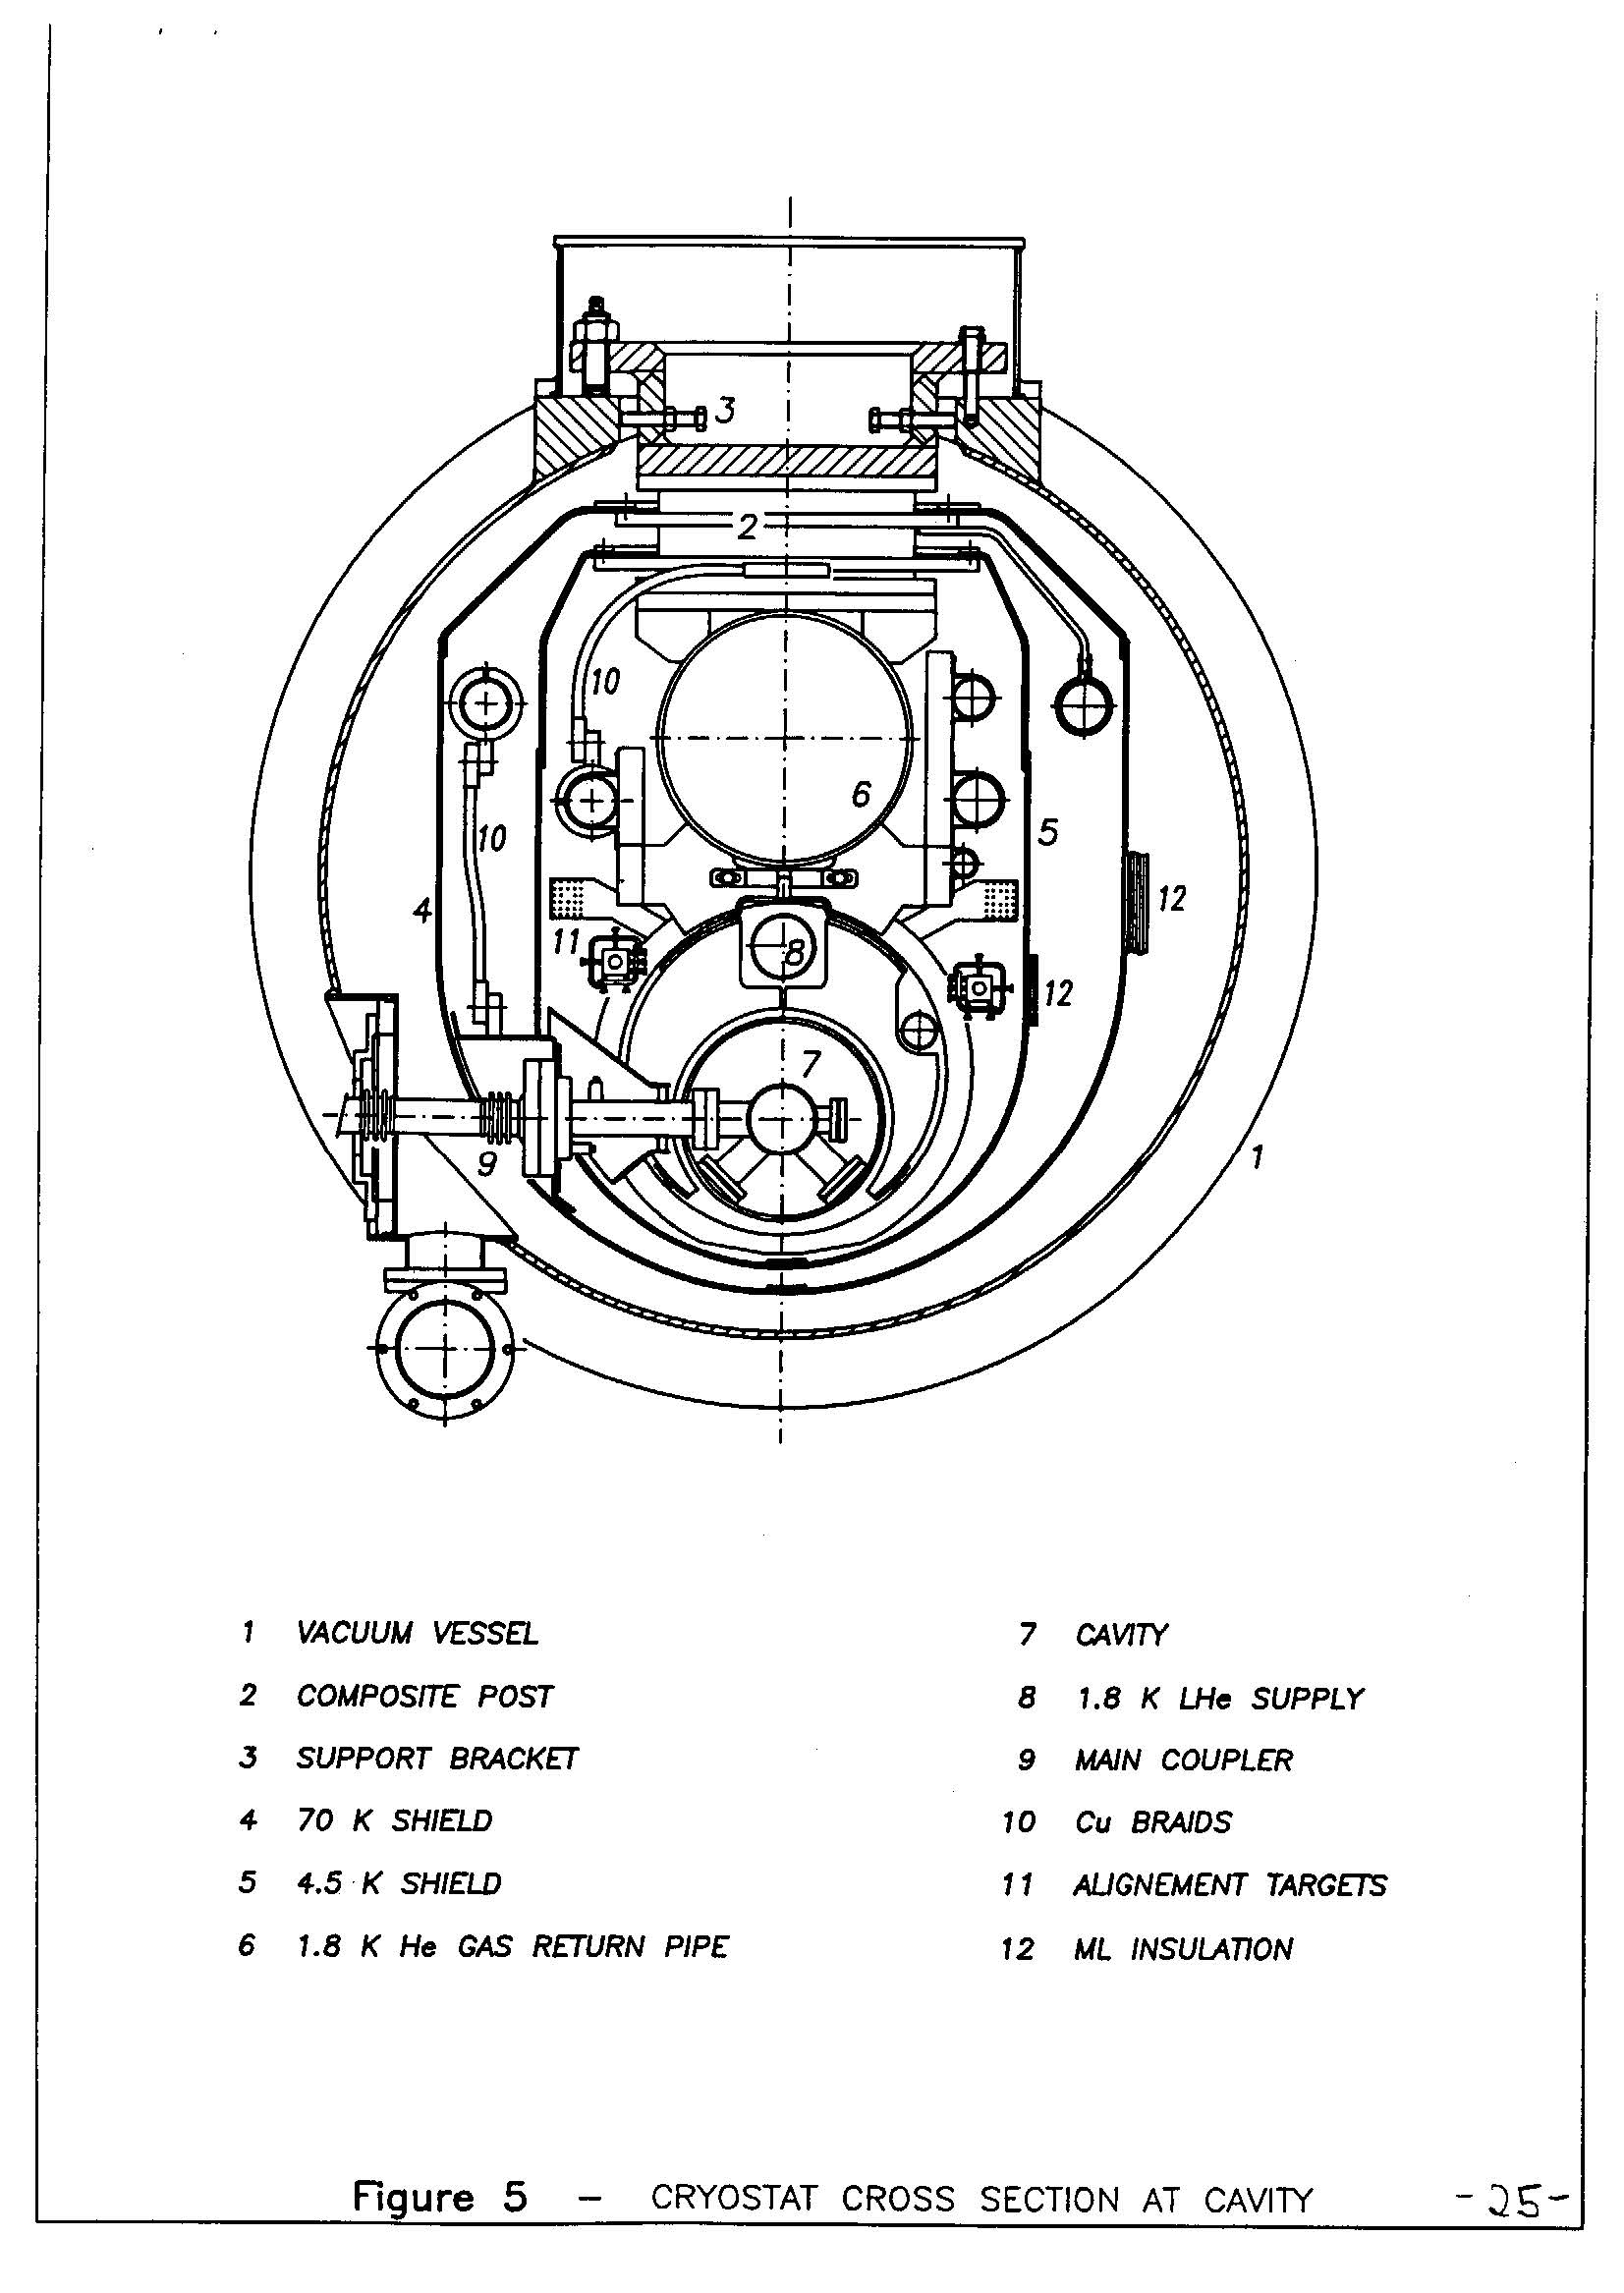 3
2
10
6
10
5
4
12
11
8
12
7
9
1
1 VACUUM VESSEL
2 COMPOSITE POST
3 SUPPORT BRACKET
4 70 K SHIELD
5 4.5 K SHIELD
6 1.8 K He GAS RETURN PIPE
7 CAVITY
8 1.8 K LHe SUPPLY
9 MAIN COUPLER
10 Cu BRAIDS
11 ALIGNEMENT TARGETS
12 ML INSULATION
Figure 5 – CRYOSTAT CROSS SECTION AT CAVITY
-25-